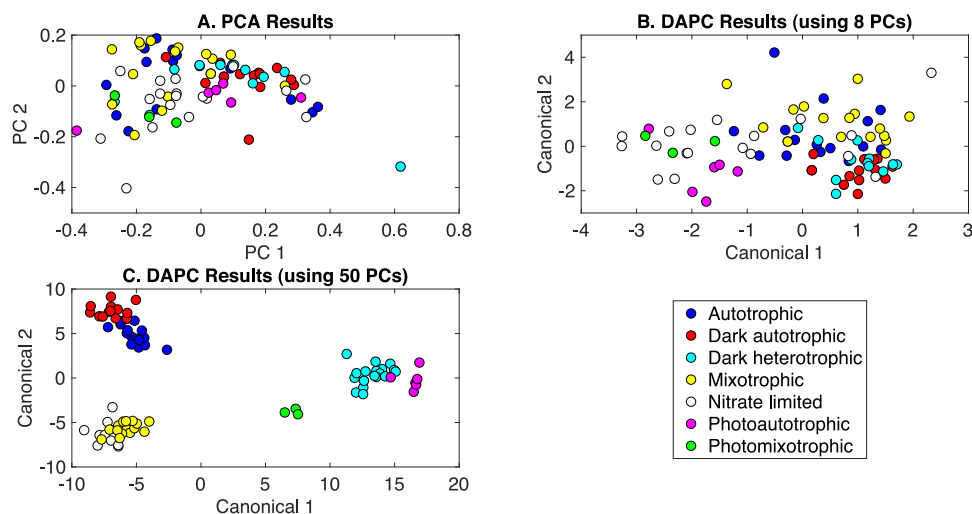 A. PCA Results
0.2
0
-0.2
-0.4
PC 2
-0.4
-0.2
0
0.2
0.4
0.6
0.8
PC 1
B. DAPC Results (using 8 PCs)
4
2
0
-2
Canonical 2
-4
-3
-2
-1
0
1
2
3
Canonical 1
C. DAPC Results (using 50 PCs)
10
5
0
-5
-10
Canonical 2
-10
-5
0
5
10
15
20
Canonical 1
Autotrophic
Dark autotrophic
Dark heterotrophic
Mixotrophic
Nitrate limited
Photoautotrophic
Photomixotrophic